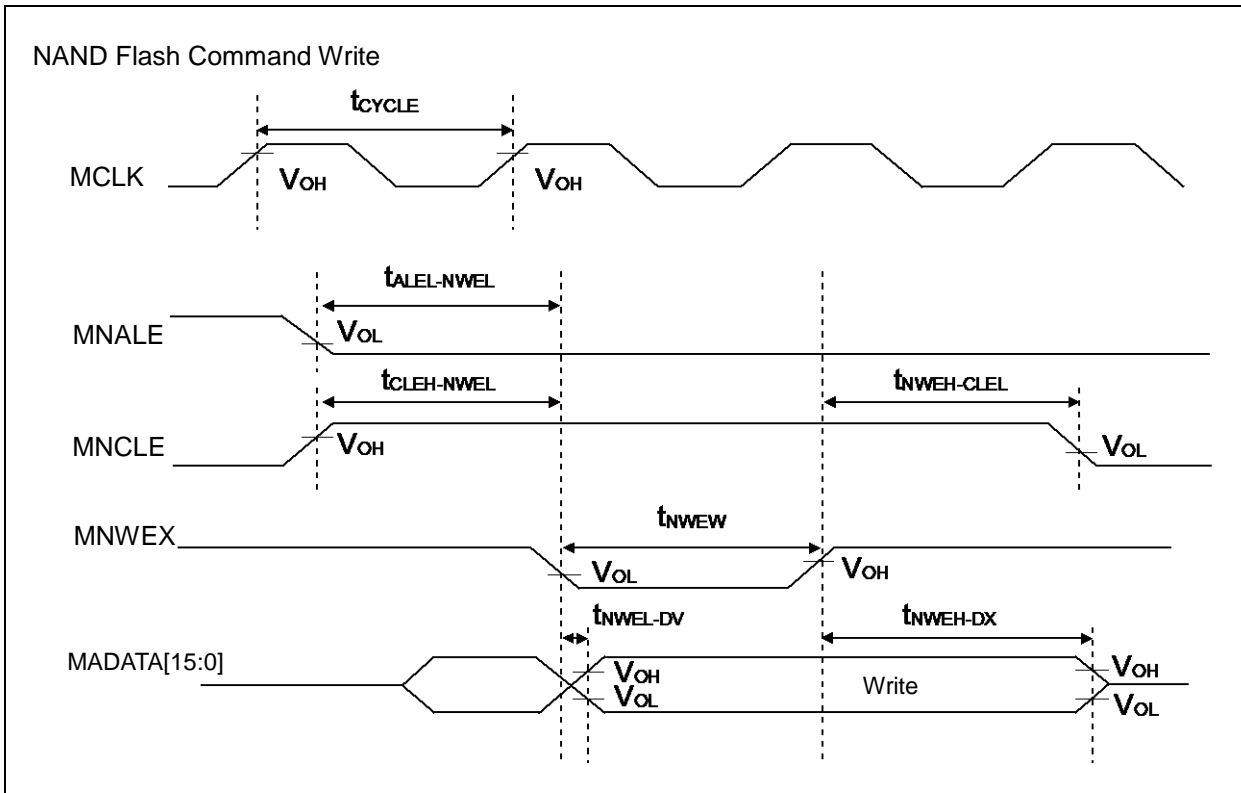 NAND Flash Command Write
tCYCLE
MCLK
VOH VOH
tALEL-NWEL
MNALE
VOL
tCLEH-NWEL tNWEH-CLEL
MNCLE
VOH VOL
tNWEW
MNWEX
VOL VOH
tNWEL-DV tNWEH-DX
MADATA[15:0]
VOH Write VOH
VOL VOL